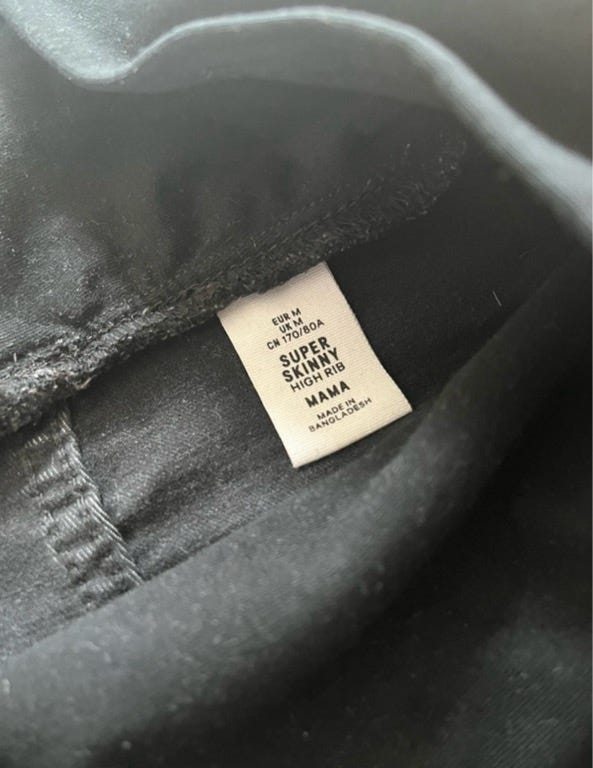 EUR M
UK M
CN 170/80A
SUPER
SKINNY
HIGH RIB
MAMA
MADE IN
BANGLADESH